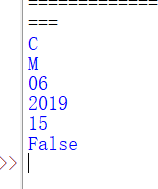 =============
===
C
M
06
2019
15
False
>>